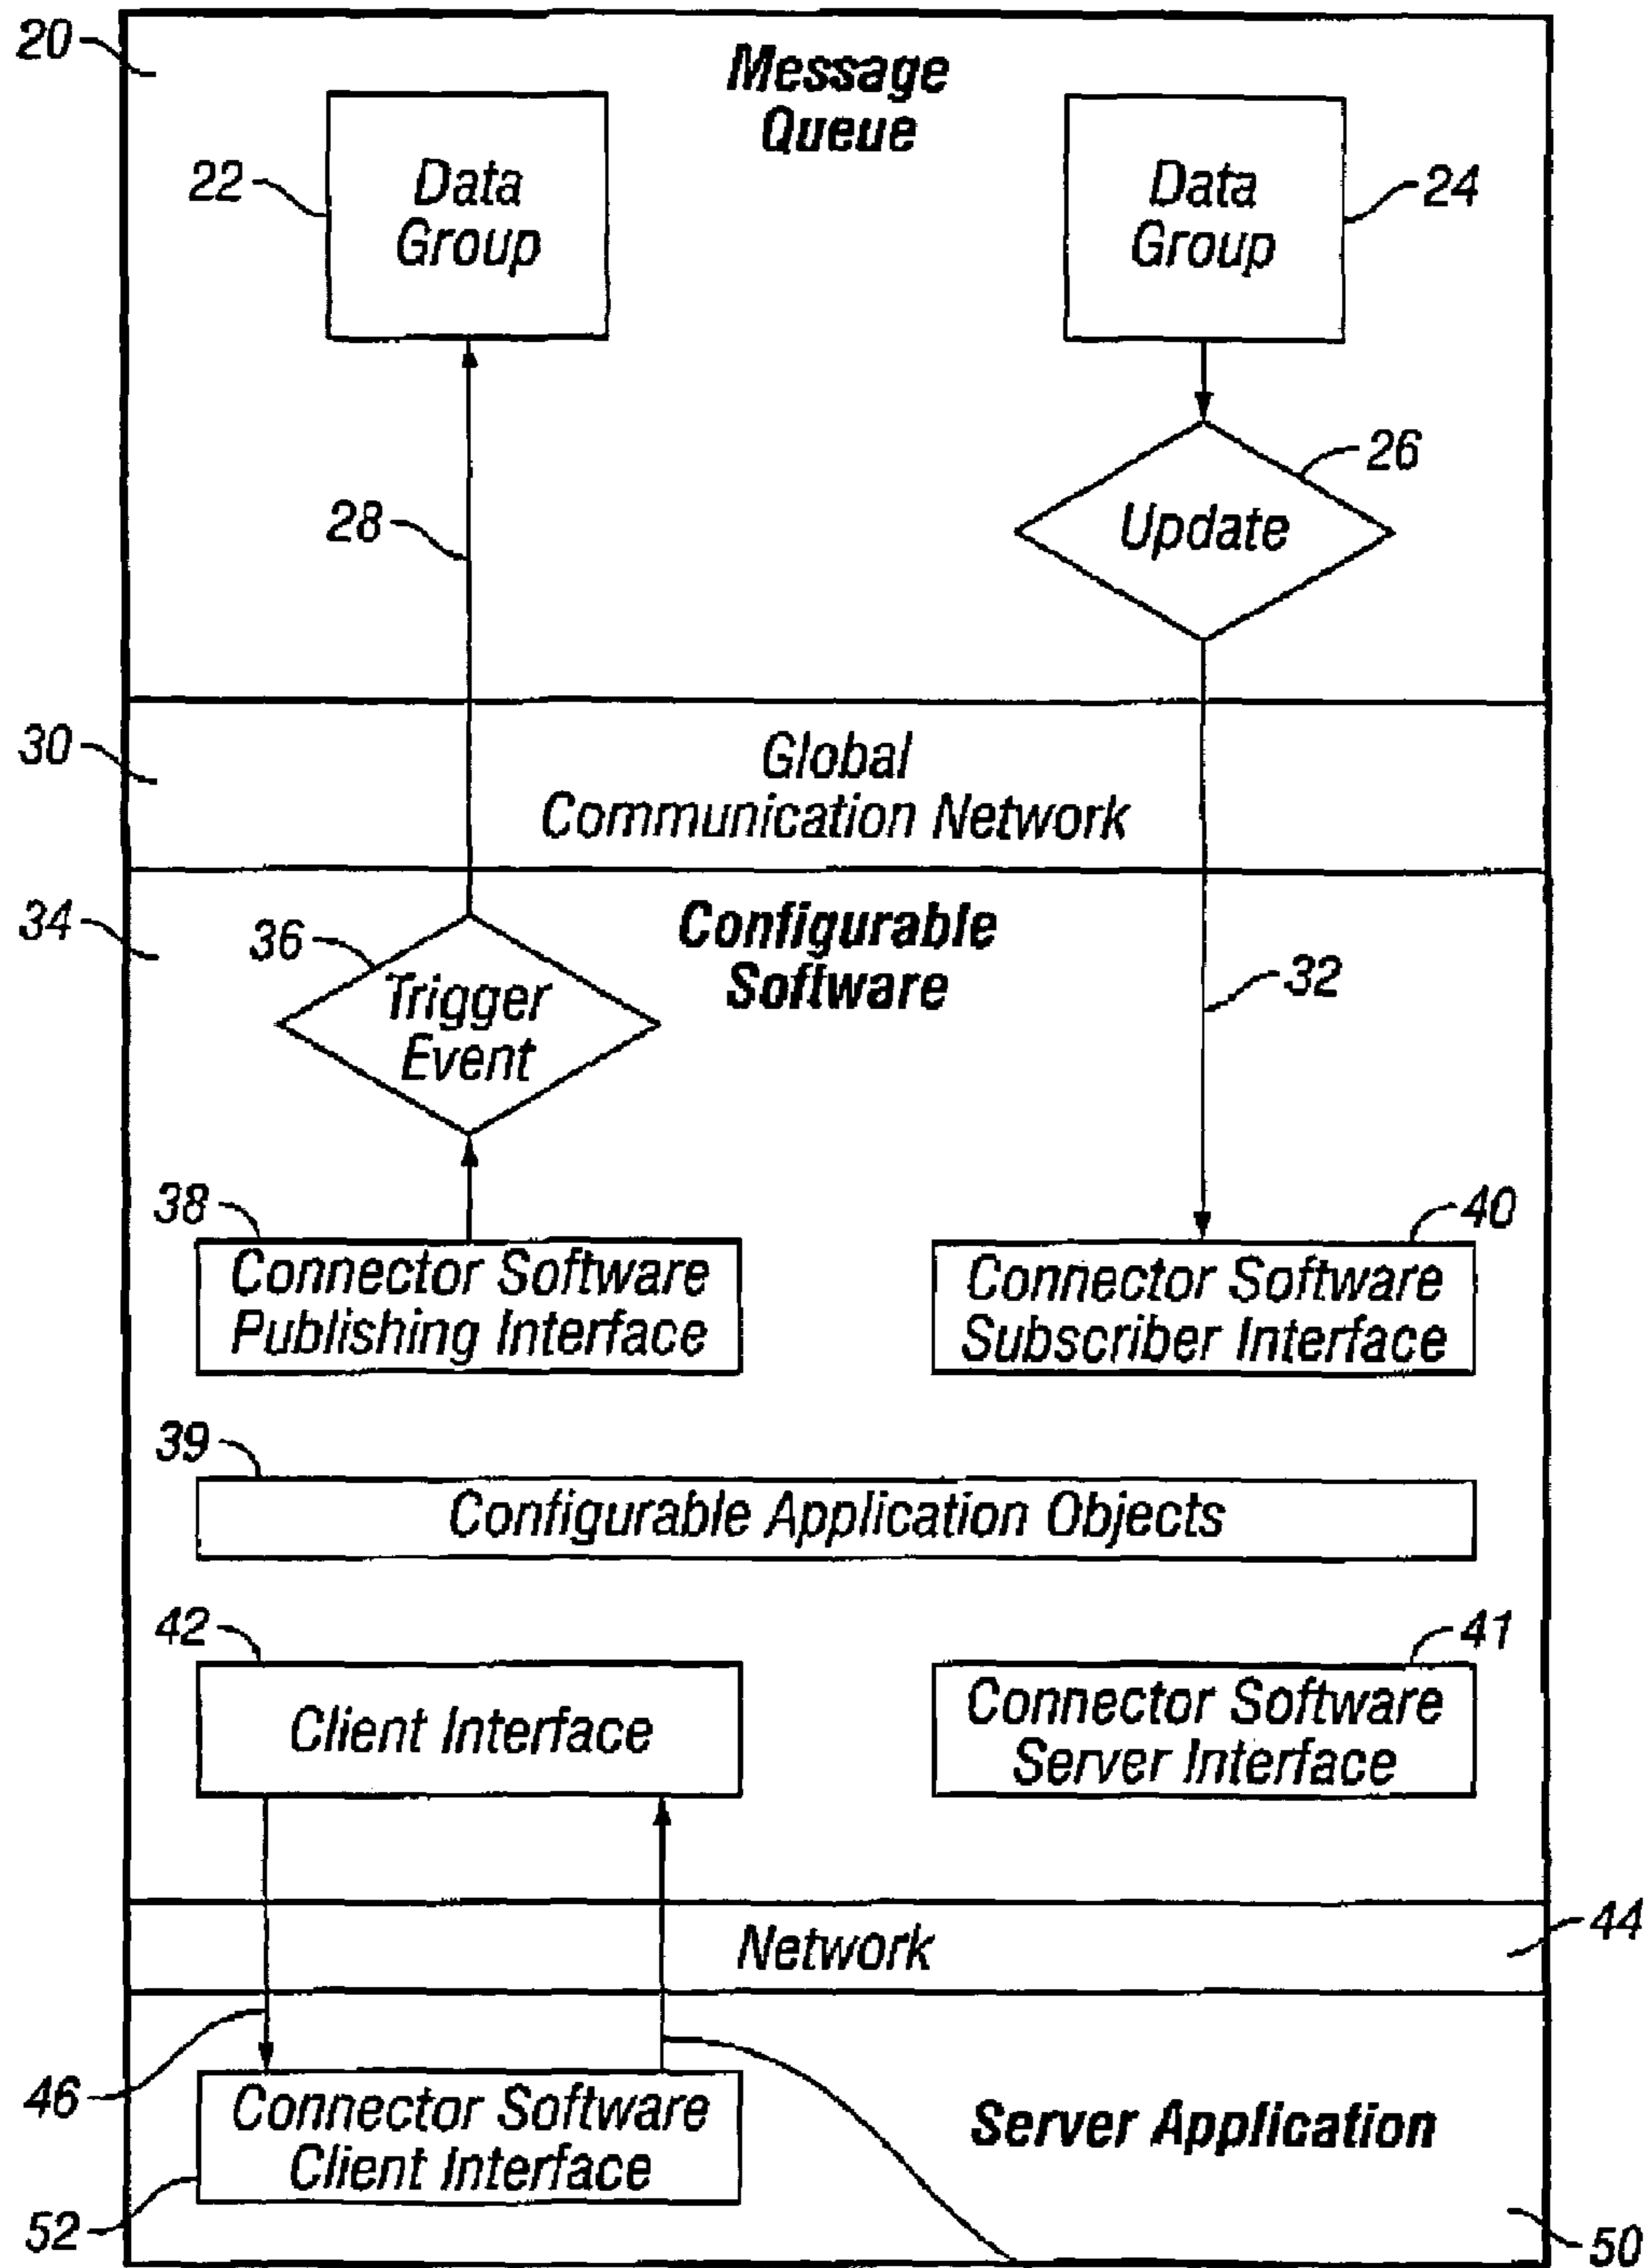 20
Message
Queue
22
Data
Group
Data
Group
24
26
Update
28
30
Global
Communication Network
34
Configurable
Software
36
Trigger
Event
32
38
Connector Software
Publishing Interface
40
Connector Software
Subscriber Interface
39
Configurable Application Objects
42
Client Interface
41
Connector Software
Server Interface
Network
44
46
Connector Software
Client Interface
Server Application
52
50